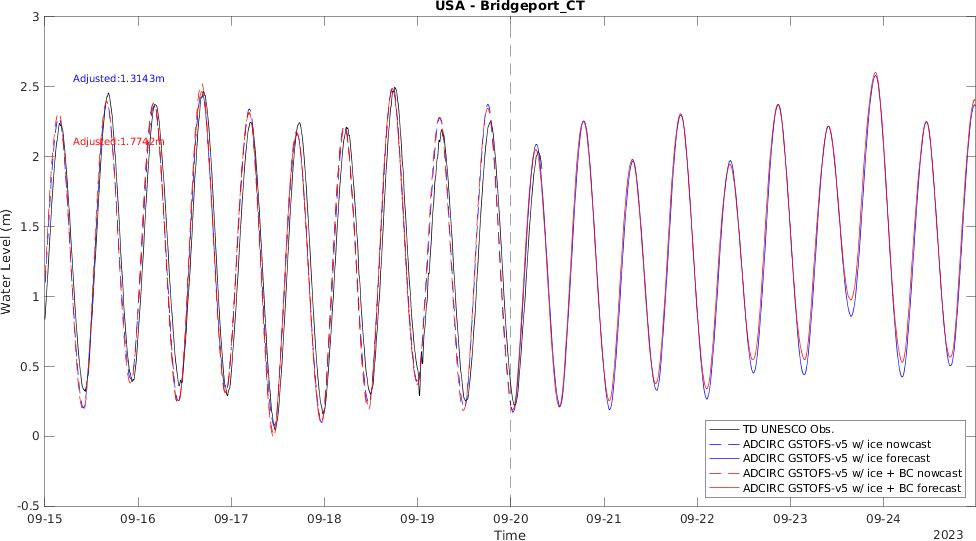 USA - Bridgeport_CT
3
2.5
2
1.5
1
0.5
0
-0.5
Water Level (m)
Adjusted:1.3143m
Adjusted:1.7742m
TD UNESCO Obs.
ADCIRC GSTOFS-v5 w/ ice nowcast
ADCIRC GSTOFS-v5 w/ ice forecast
ADCIRC GSTOFS-v5 w/ ice + BC nowcast
ADCIRC GSTOFS-v5 w/ ice + BC forecast
09-15 09-16 09-17 09-18 09-19 09-20 09-21 09-22 09-23 09-24
Time
2023